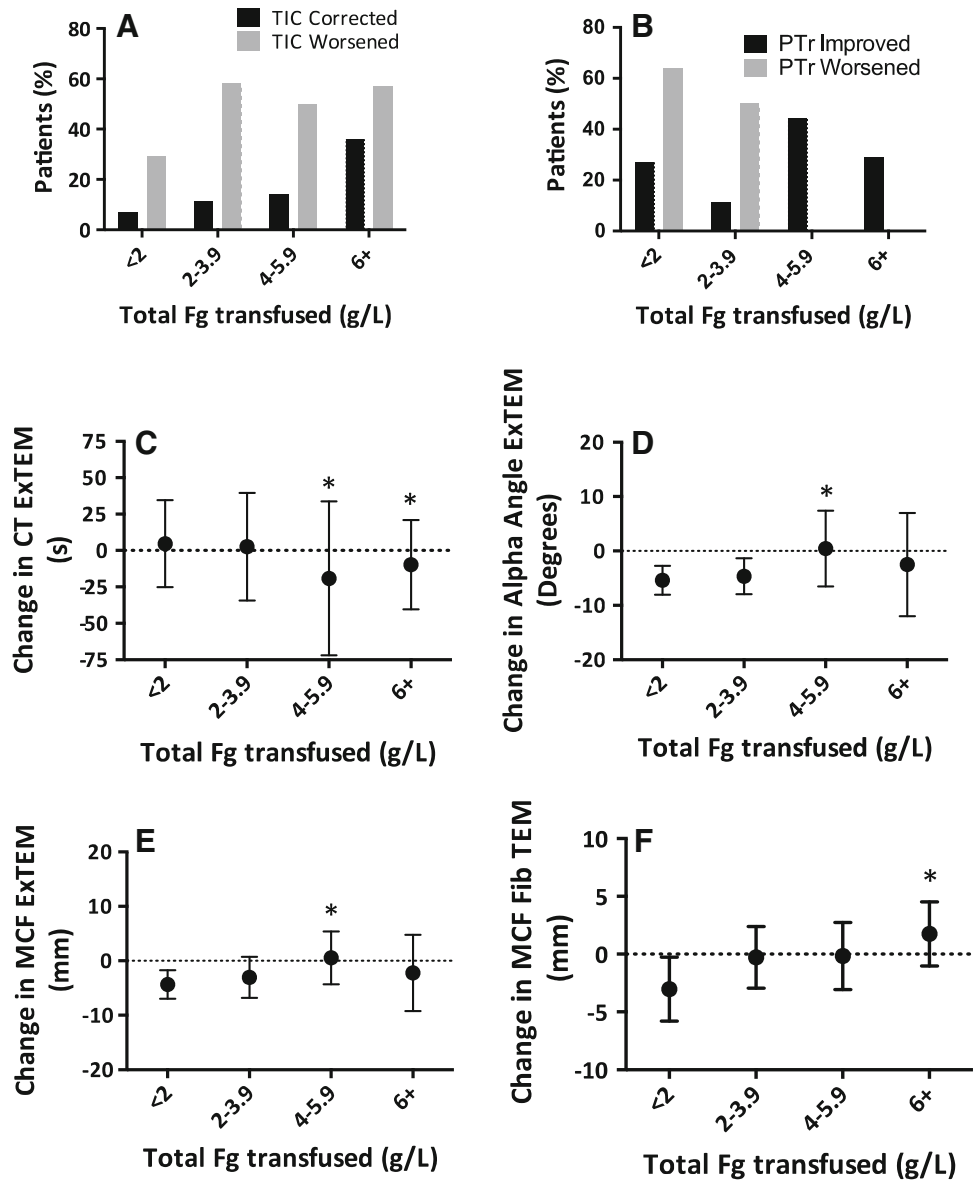 A
TIC Corrected
TIC Worsened
Patients (%)
80
60
40
20
0
<2
2-3.9
4-5.9
6+
Total Fg transfused (g/L)
B
PTr Improved
PTr Worsened
Patients (%)
80
60
40
20
0
<2
2-3.9
4-5.9
6+
Total Fg transfused (g/L)
C
Change in CT ExTEM
(s)
75
50
25
0
-25
-50
-75
*
*
<2
2-3.9
4-5.9
6+
Total Fg transfused (g/L)
D
Change in Alpha Angle ExTEM
(Degrees)
20
10
0
-10
-20
*
<2
2-3.9
4-5.9
6+
Total Fg transfused (g/L)
E
Change in MCF ExTEM
(mm)
20
10
0
-10
-20
*
<2
2-3.9
4-5.9
6+
Total Fg transfused (g/L)
F
Change in MCF Fib TEM
(mm)
10
5
0
-5
-10
*
<2
2-3.9
4-5.9
6+
Total Fg transfused (g/L)